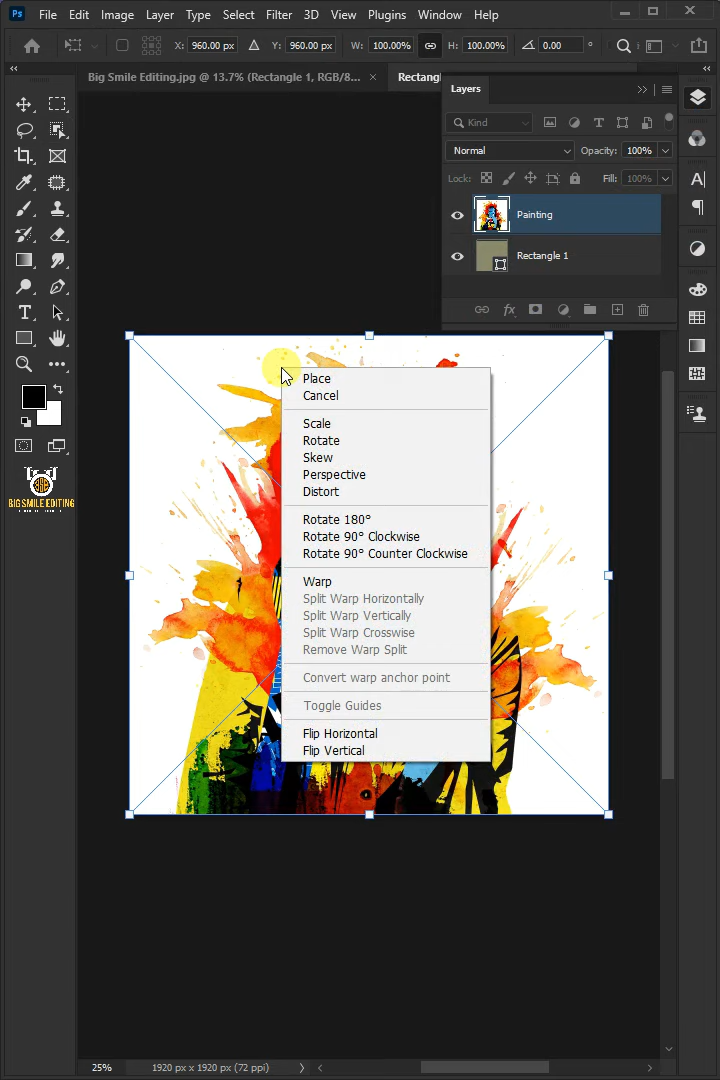 Ps File Edit Image Layer Type Select Filter 3D View Plugins Window Help
X: 960.00 px Y: 960.00 px W: 100.00% H: 100.00% 0.00 °
Big Smile Editing.jpg @ 13.7% (Rectangle 1, RGB/8... × Rectang
Layers
Kind
Normal Opacity: 100%
Lock: Fill: 100%
Painting
Rectangle 1
Place
Cancel
Scale
Rotate
Skew
Perspective
Distort
Rotate 180°
Rotate 90° Clockwise
Rotate 90° Counter Clockwise
Warp
Split Warp Horizontally
Split Warp Vertically
Split Warp Crosswise
Remove Warp Split
Convert warp anchor point
Toggle Guides
Flip Horizontal
Flip Vertical
BIG SMILE EDITING
25% 1920 px x 1920 px (72 ppi)